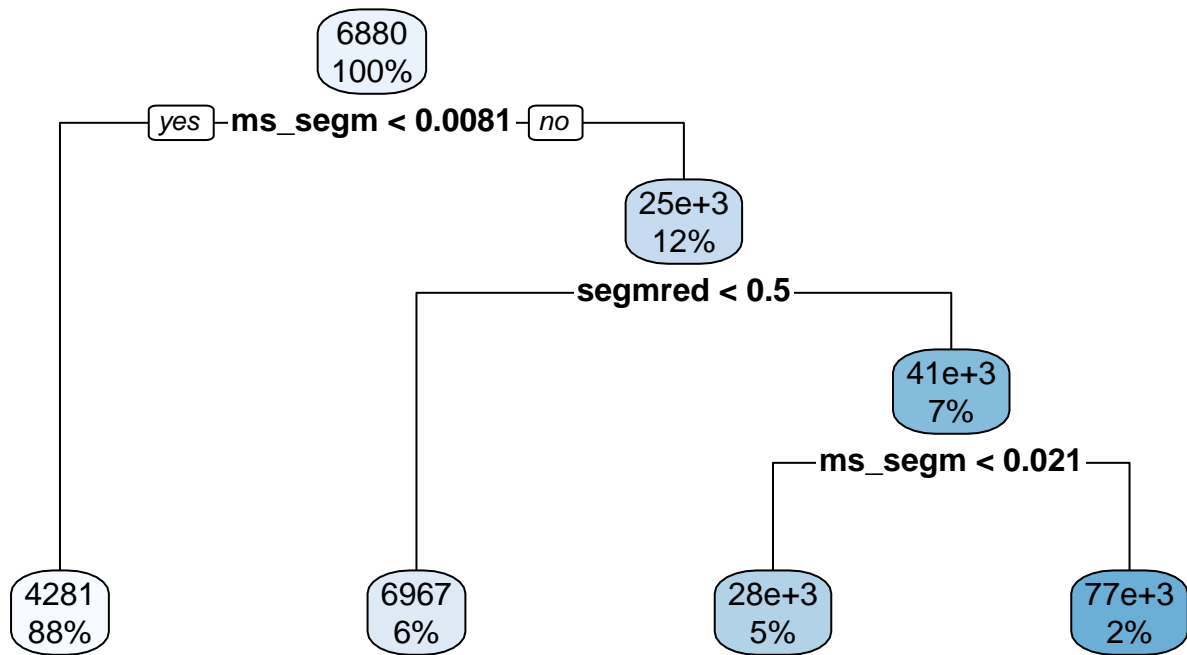 6880
100%
yes ms_segm < 0.0081 no
25e+3
12%
segmred < 0.5
41e+3
7%
ms_segm < 0.021
4281
88%
6967
6%
28e+3
5%
77e+3
2%